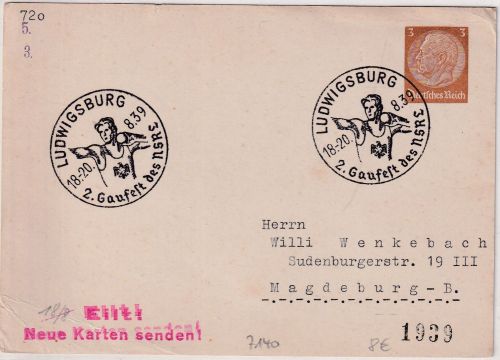 720
5.
3.
3 3
Deutsches Reich
LUDWIGSBURG
18.-20. 8.39
2. Gaufest des NSRL
LUDWIGSBURG
18.-20. 8.39
2. Gaufest des NSRL
Herrn
Willi Wenkebach
Sudenburgerstr. 19 III
Magdeburg-B.
18/8
Eilt!
Neue Karten senden!
7140
8€
1939